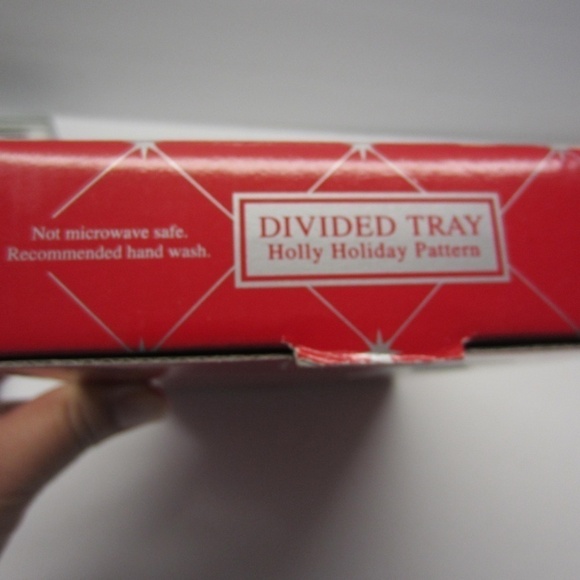 Not microwave safe.
Recommended hand wash.
DIVIDED TRAY
Holly Holiday Pattern